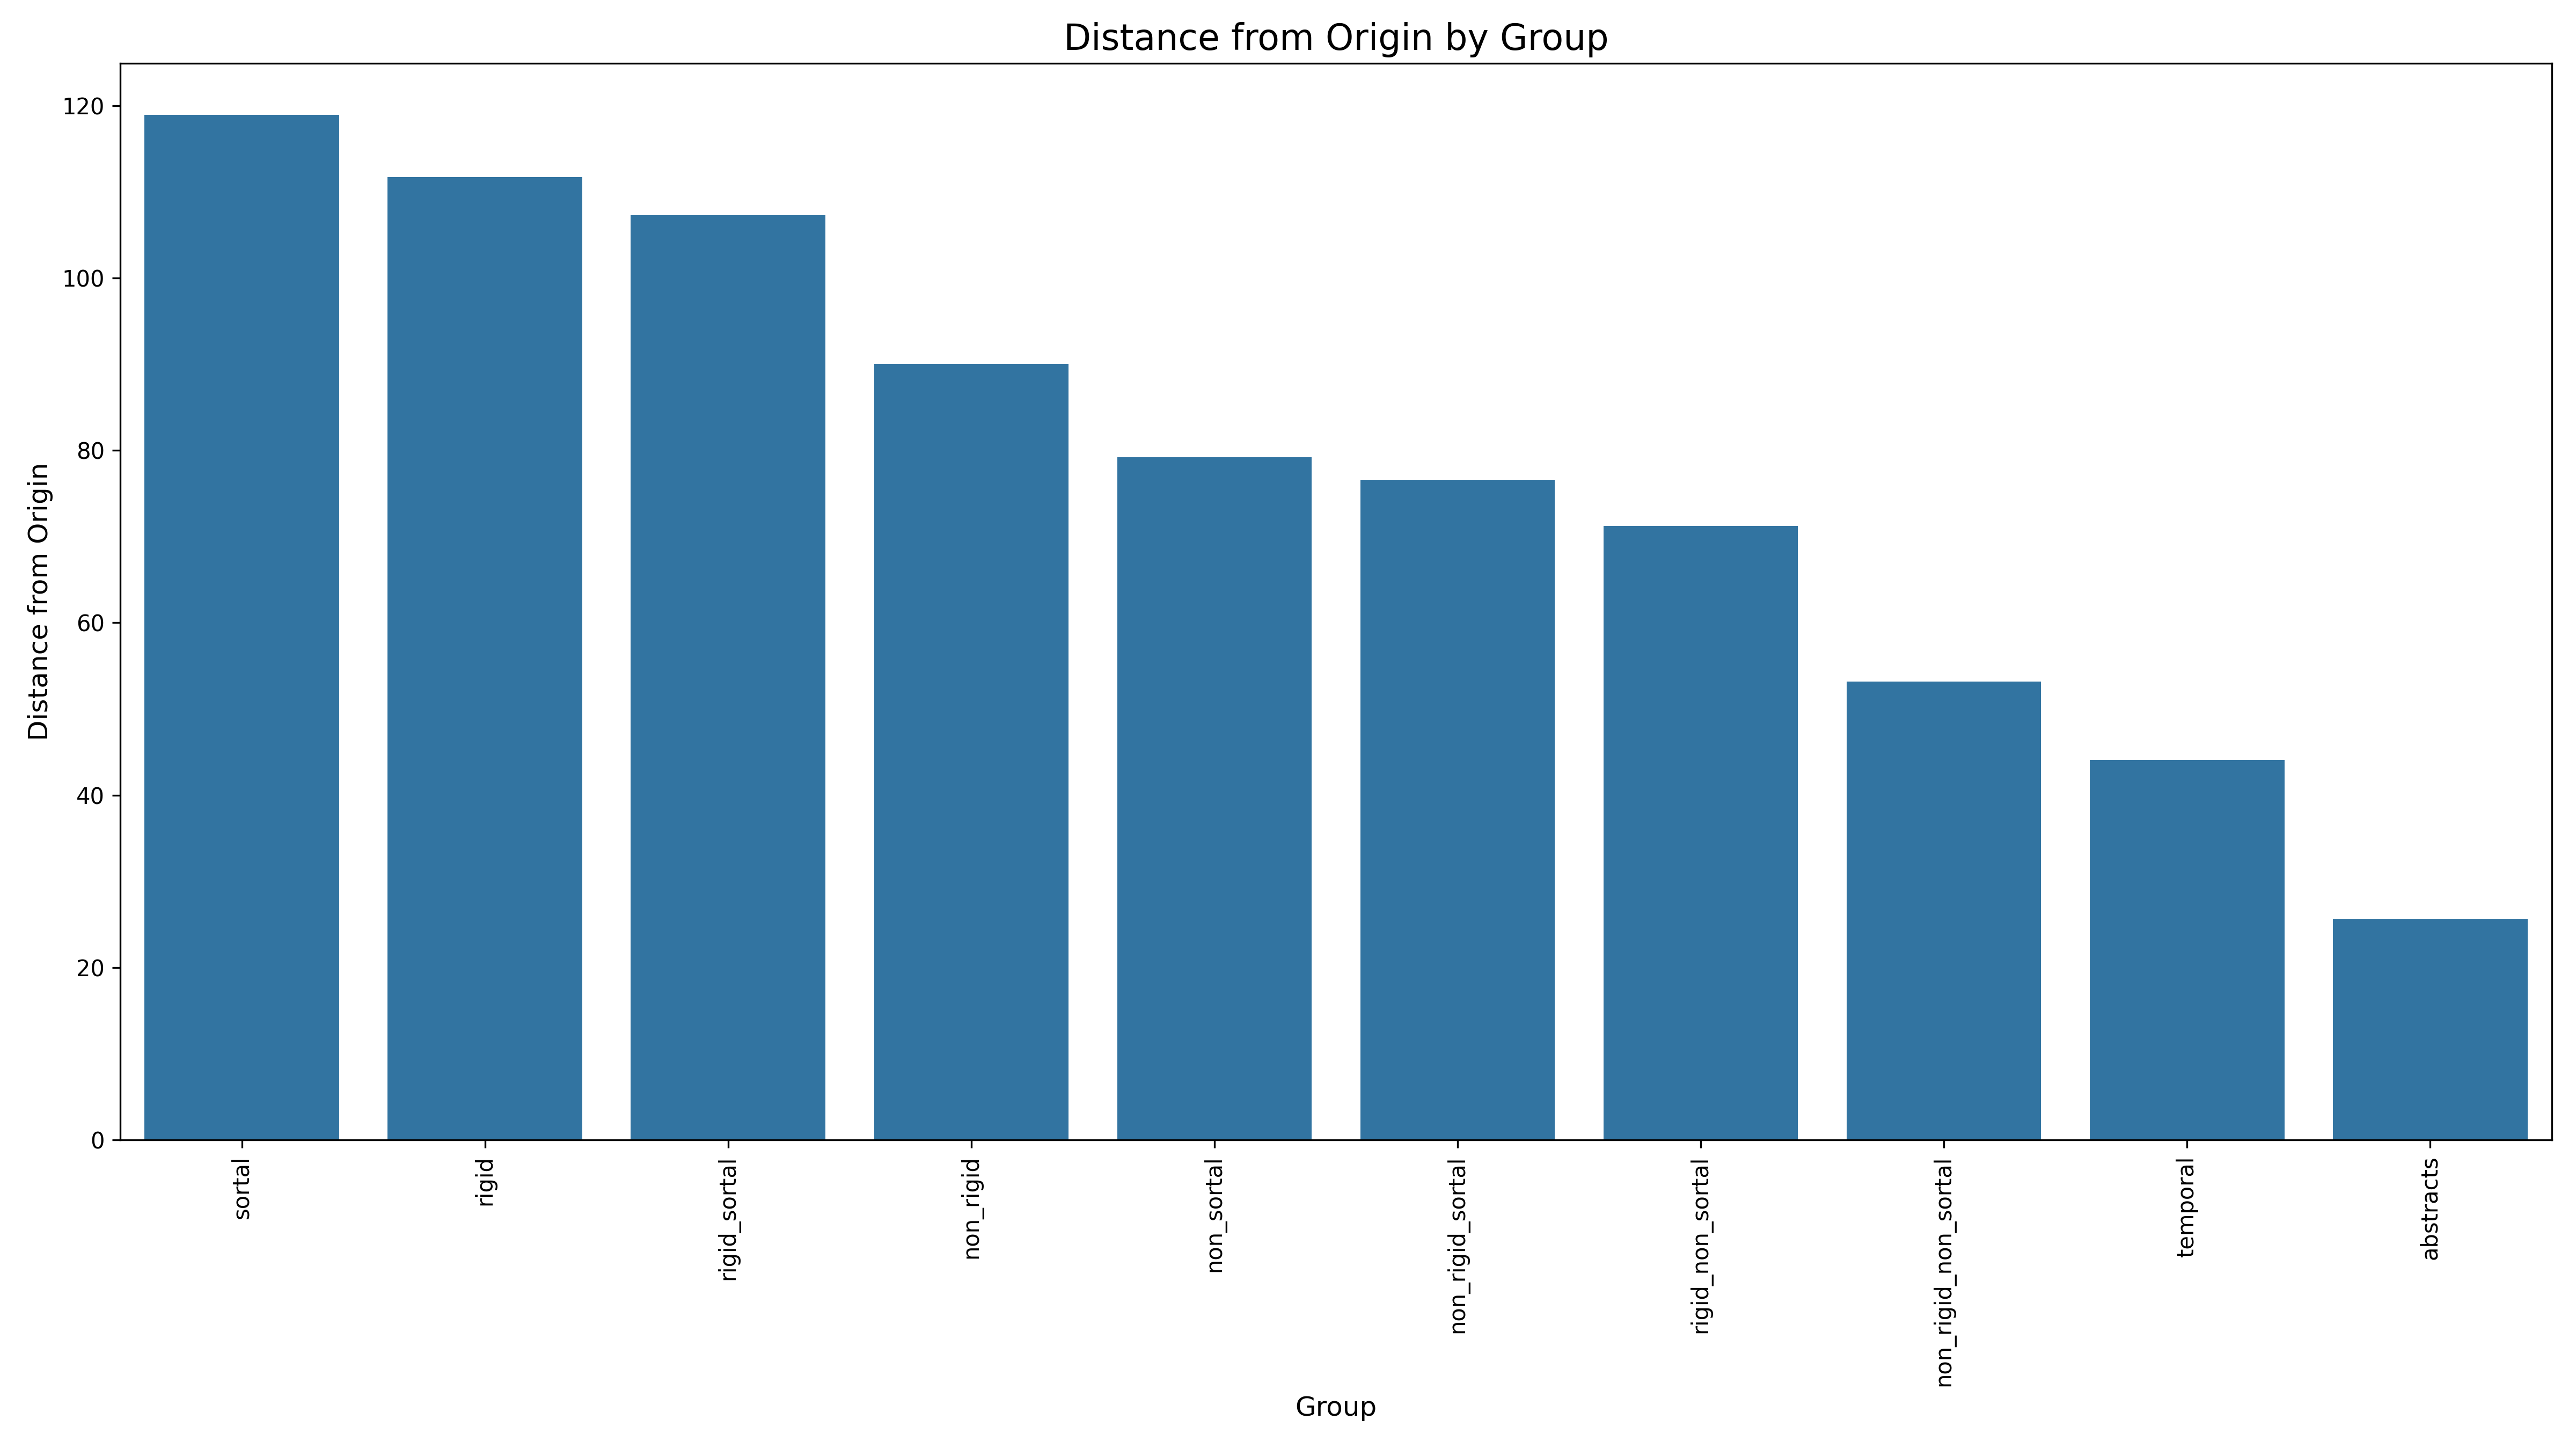 Distance from Origin by Group
Distance from Origin
120
100
80
60
40
20
0
sortal
rigid
rigid_sortal
non_rigid
non_sortal
non_rigid_sortal
rigid_non_sortal
non_rigid_non_sortal
temporal
abstracts
Group